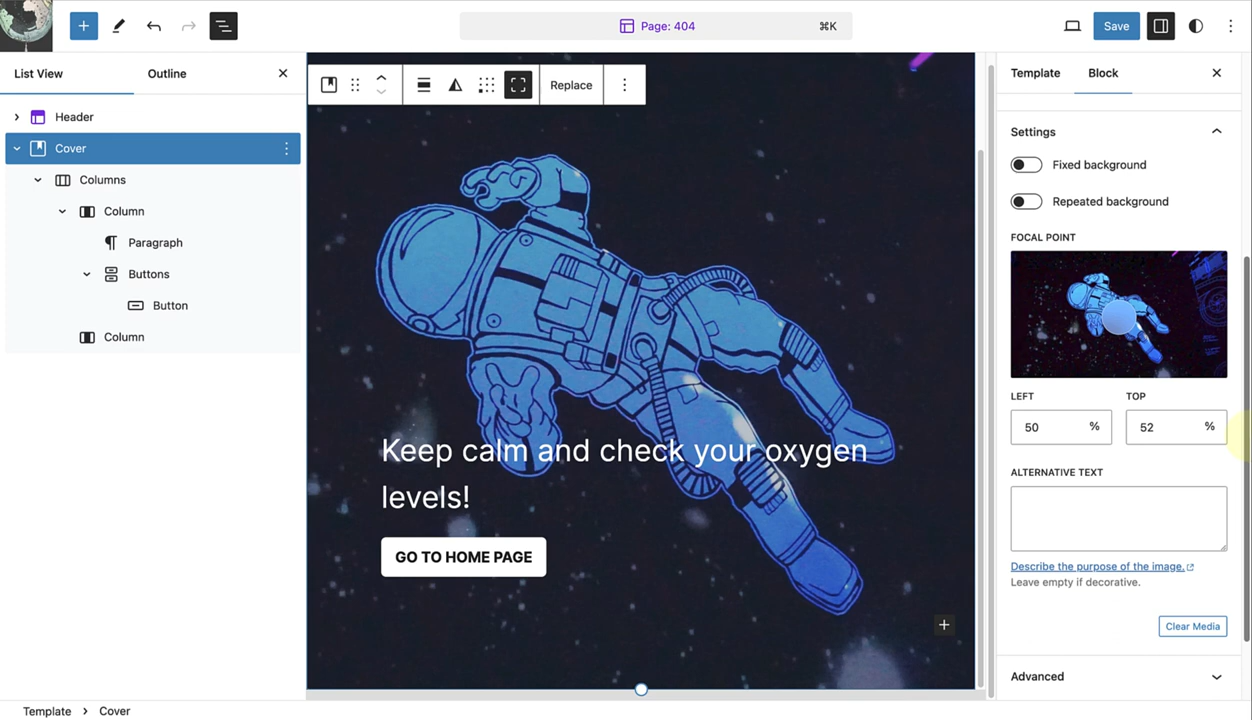 Page: 404
⌘K
Save
List View
Outline
Header
Cover
Columns
Column
Paragraph
Buttons
Button
Column
Replace
Keep calm and check your oxygen
levels!
GO TO HOME PAGE
Template
Block
Settings
Fixed background
Repeated background
FOCAL POINT
LEFT
TOP
50 %
52 %
ALTERNATIVE TEXT
Describe the purpose of the image.
Leave empty if decorative.
Clear Media
Advanced
Template > Cover